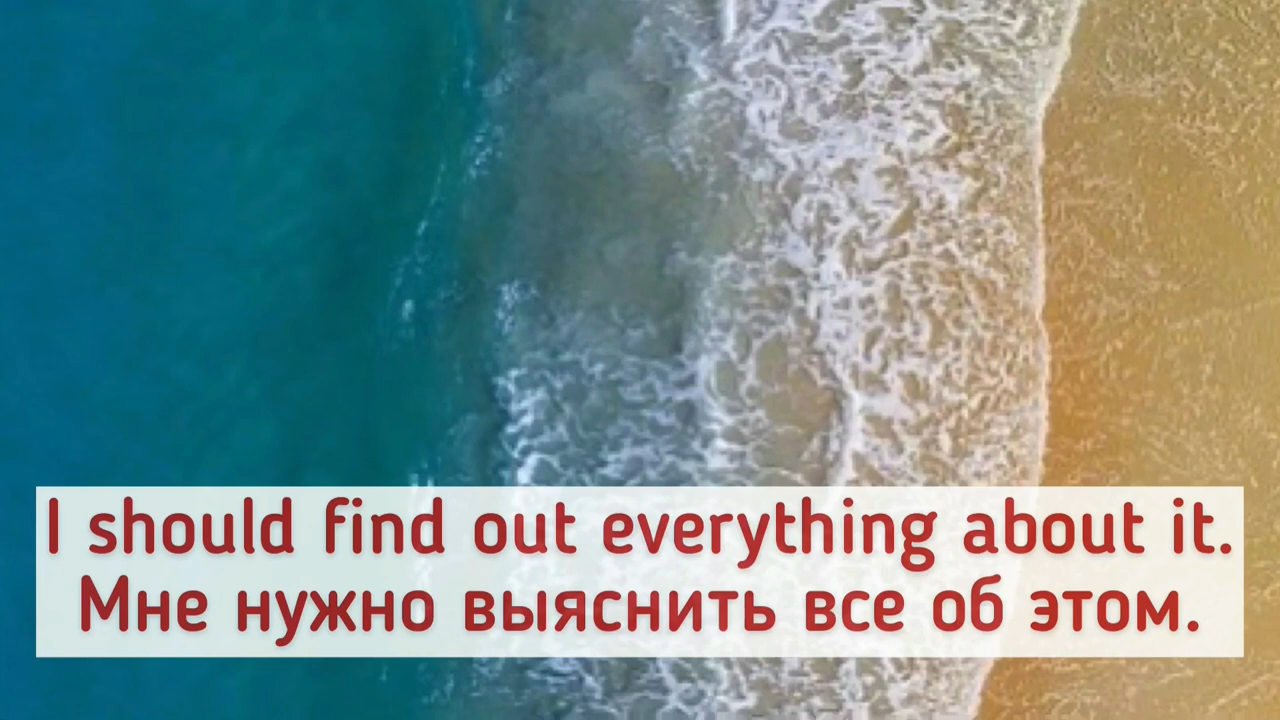 I should find out everything about it.
Мне нужно выяснить все об этом.